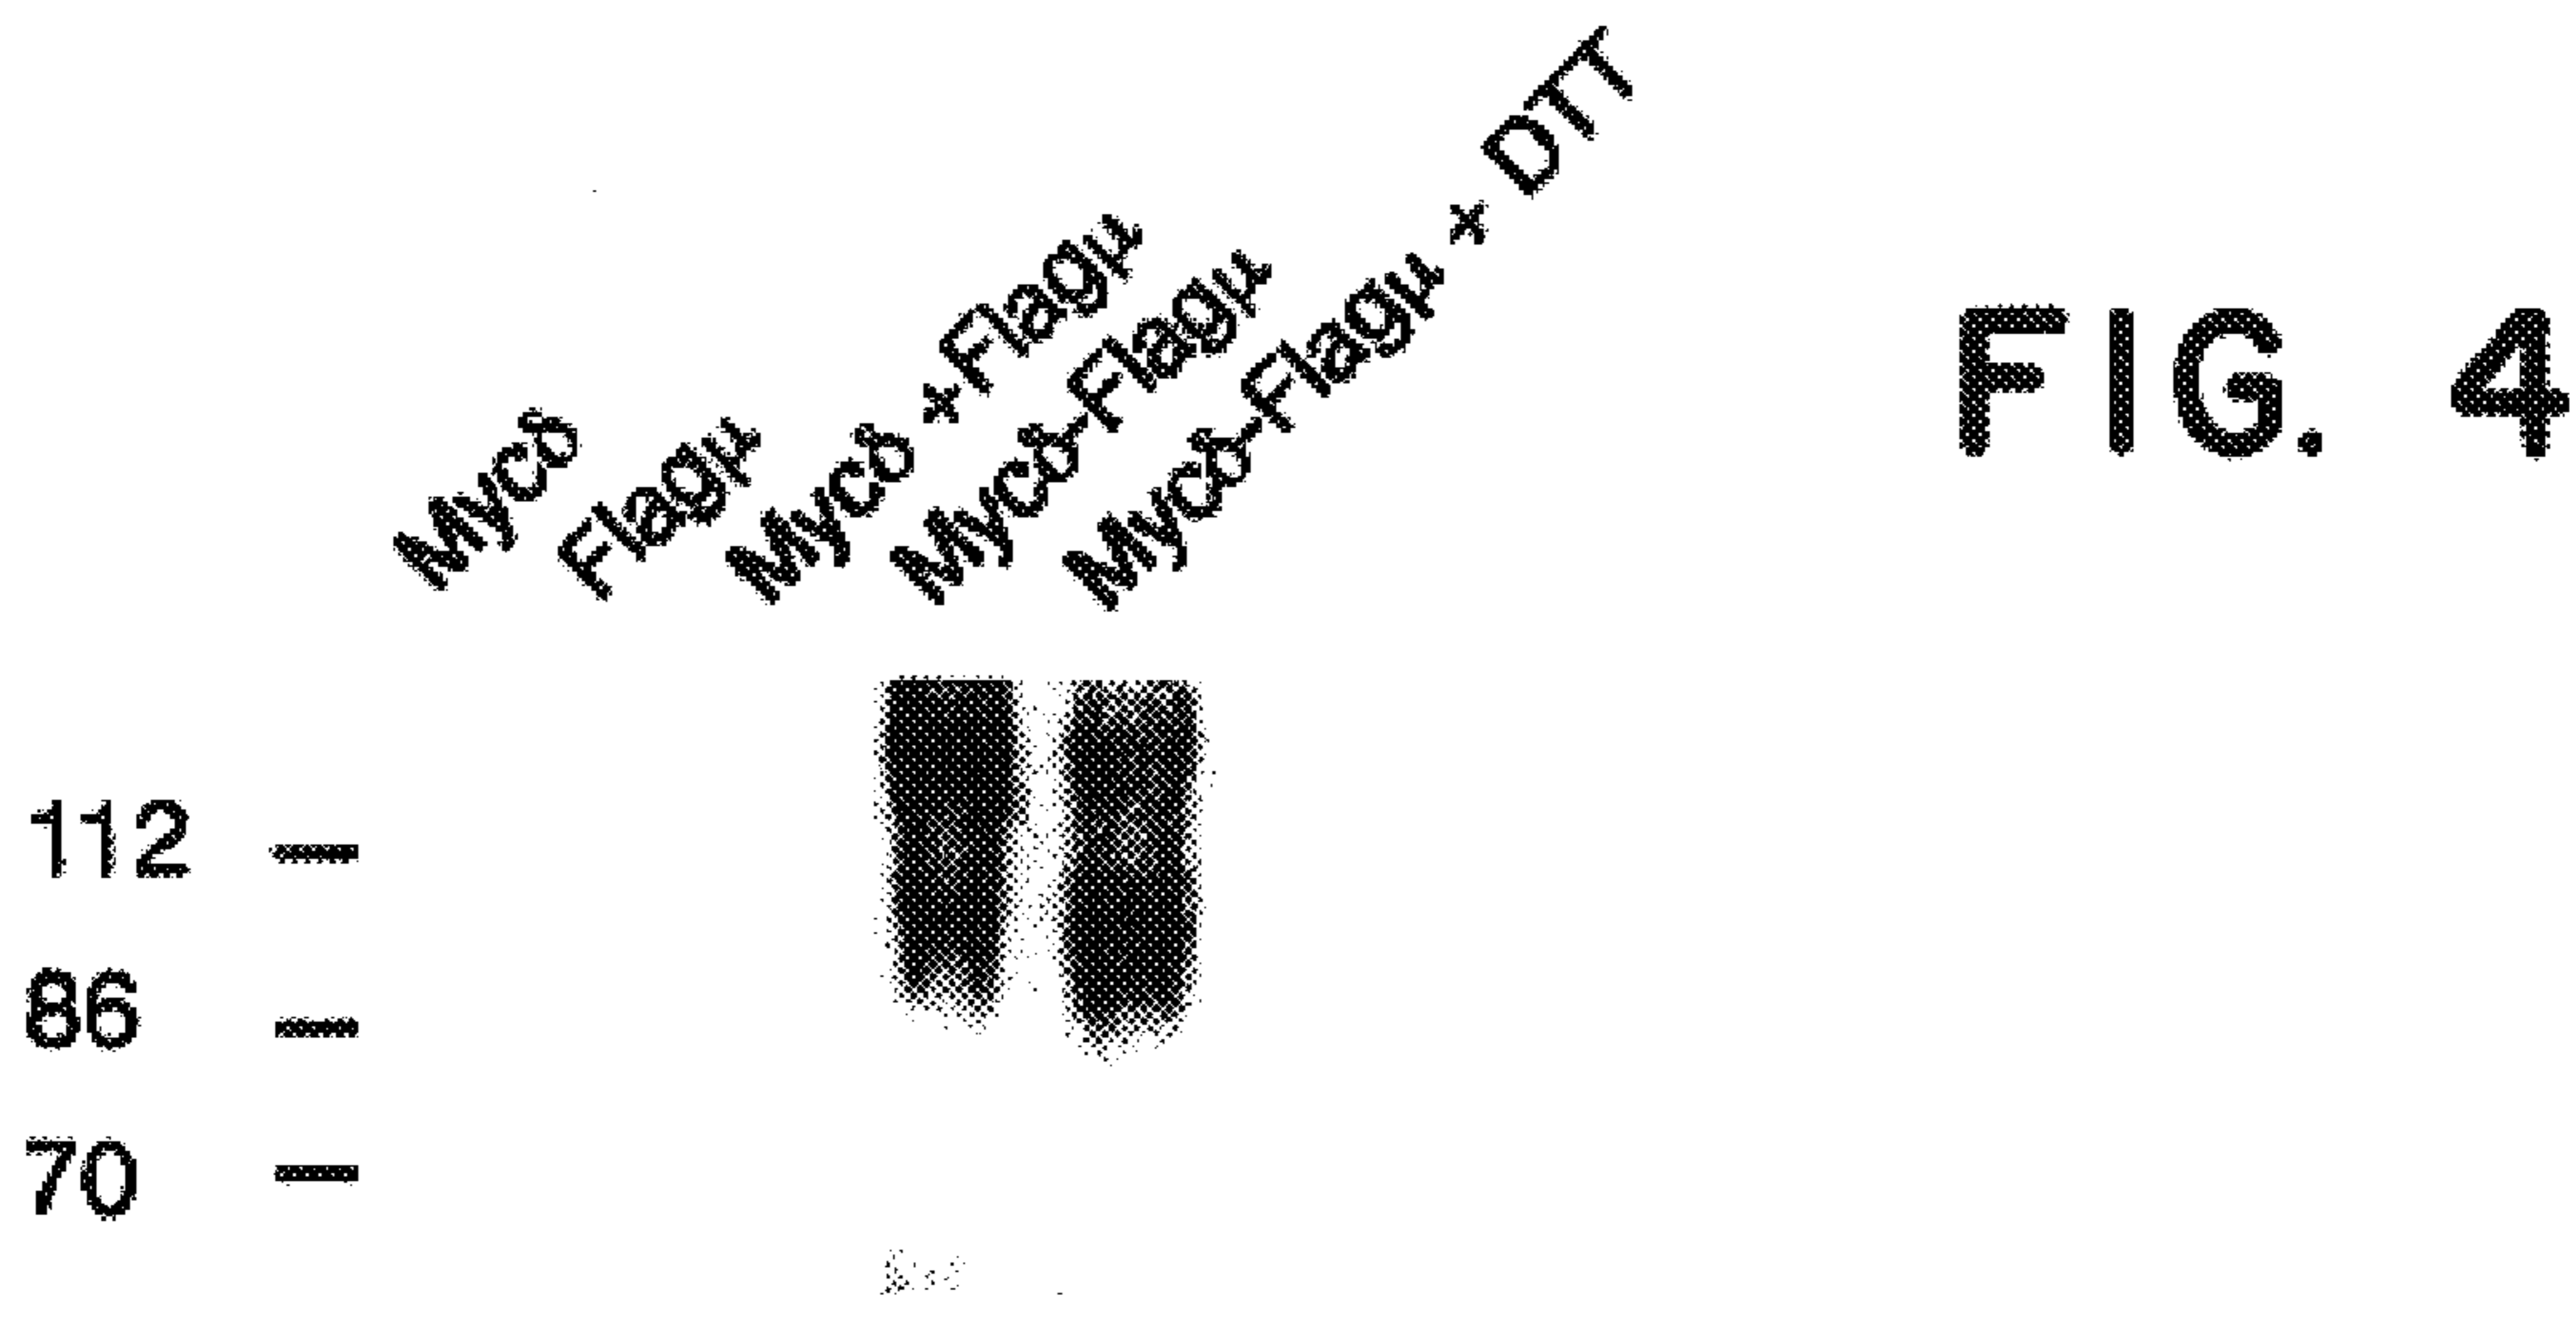 Mycδ
Flagμ
Mycδ +Flagμ
Mycδ-Flagμ
Mycδ-Flagμ + DTT
FIG. 4
112
86
70